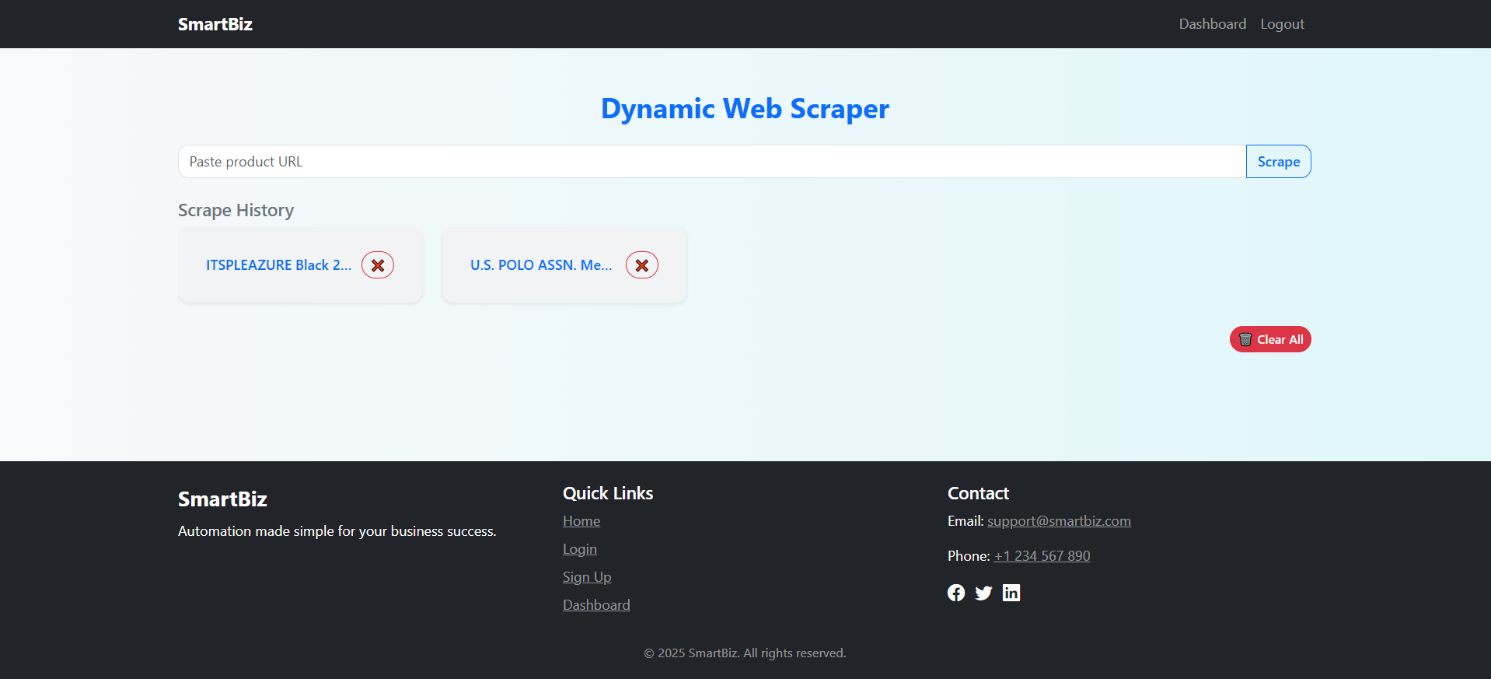 SmartBiz
Dashboard Logout
Dynamic Web Scraper
Paste product URL
Scrape
Scrape History
ITSPLEAZURE Black 2...
U.S. POLO ASSN. Me...
Clear All
SmartBiz
Automation made simple for your business success.
Quick Links
Home
Login
Sign Up
Dashboard
Contact
Email: support@smartbiz.com
Phone: +1 234 567 890
© 2025 SmartBiz. All rights reserved.